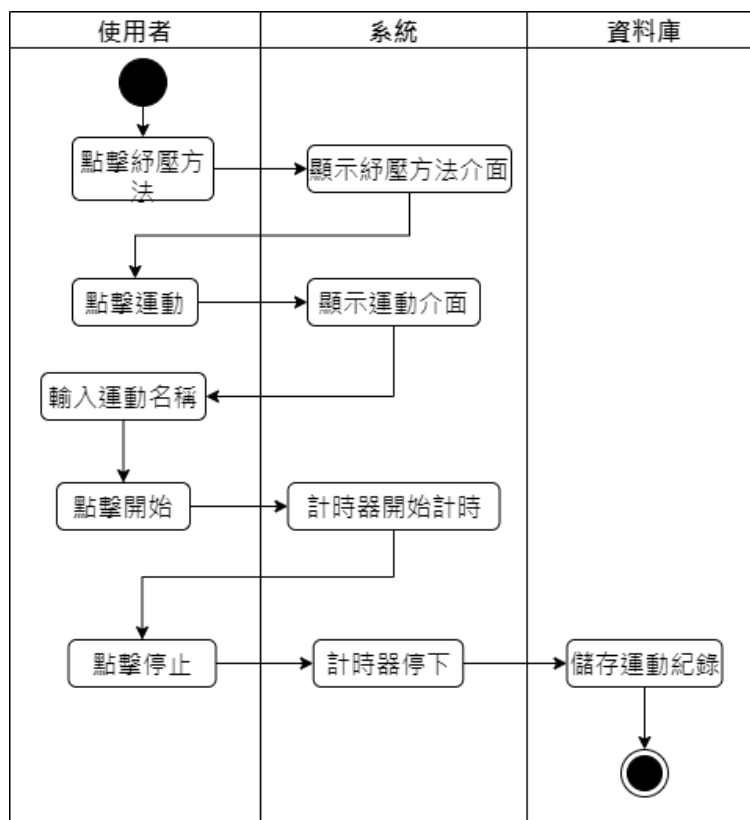 使用者
系統
資料庫
點擊紓壓方
法
顯示紓壓方法介面
點擊運動
顯示運動介面
輸入運動名稱
點擊開始
計時器開始計時
點擊停止
計時器停下
儲存運動紀錄